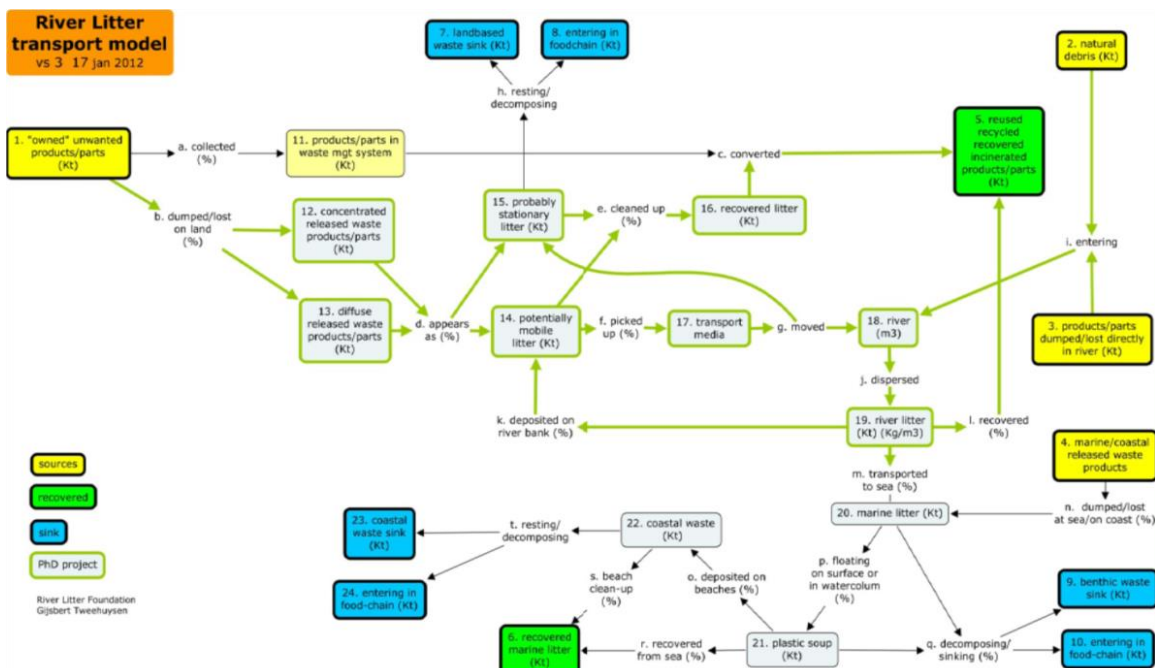 River Litter
transport model
vs 3 17 jan 2012
7. landbased
waste sink (Kt)
8. entering in
foodchain (Kt)
2. natural
debris (Kt)
h. resting/
decomposing
1. "owned" unwanted
products/parts
(Kt)
a. collected
(%)
11. products/parts in
waste mgt system
(Kt)
c. converted
5. reused
recycled
recovered
incinerated
products/parts
(Kt)
b. dumped/lost
on land
(%)
12. concentrated
released waste
products/parts
(Kt)
15. probably
stationary
litter (Kt)
e. cleaned up
(%)
16. recovered litter
(Kt)
i. entering
13. diffuse
released waste
products/parts
(Kt)
d. appears
as (%)
14. potentially
mobile
litter (Kt)
f. picked
up (%)
17. transport
media
g. moved
18. river
(m3)
3. products/parts
dumped/lost directly
in river (Kt)
j. dispersed
k. deposited on
river bank (%)
19. river litter
(Kt) (Kg/m3)
l. recovered
(%)
4. marine/coastal
released waste
products
m. transported
to sea (%)
sources
recovered
sink
PhD project
River Litter Foundation
Gijsbert Tweehuysen
23. coastal
waste sink
(Kt)
t. resting/
decomposing
22. coastal waste
(Kt)
20. marine litter (Kt)
n. dumped/lost
at sea/on coast (%)
24. entering in
food-chain (Kt)
s. beach
clean-up
(%)
o. deposited on
beaches (%)
p. floating
on surface or
in watercolum
(%)
9. benthic waste
sink (Kt)
6. recovered
marine litter
(Kt)
r. recovered
from sea (%)
21. plastic soup
(Kt)
q. decomposing/
sinking (%)
10. entering in
food-chain (Kt)